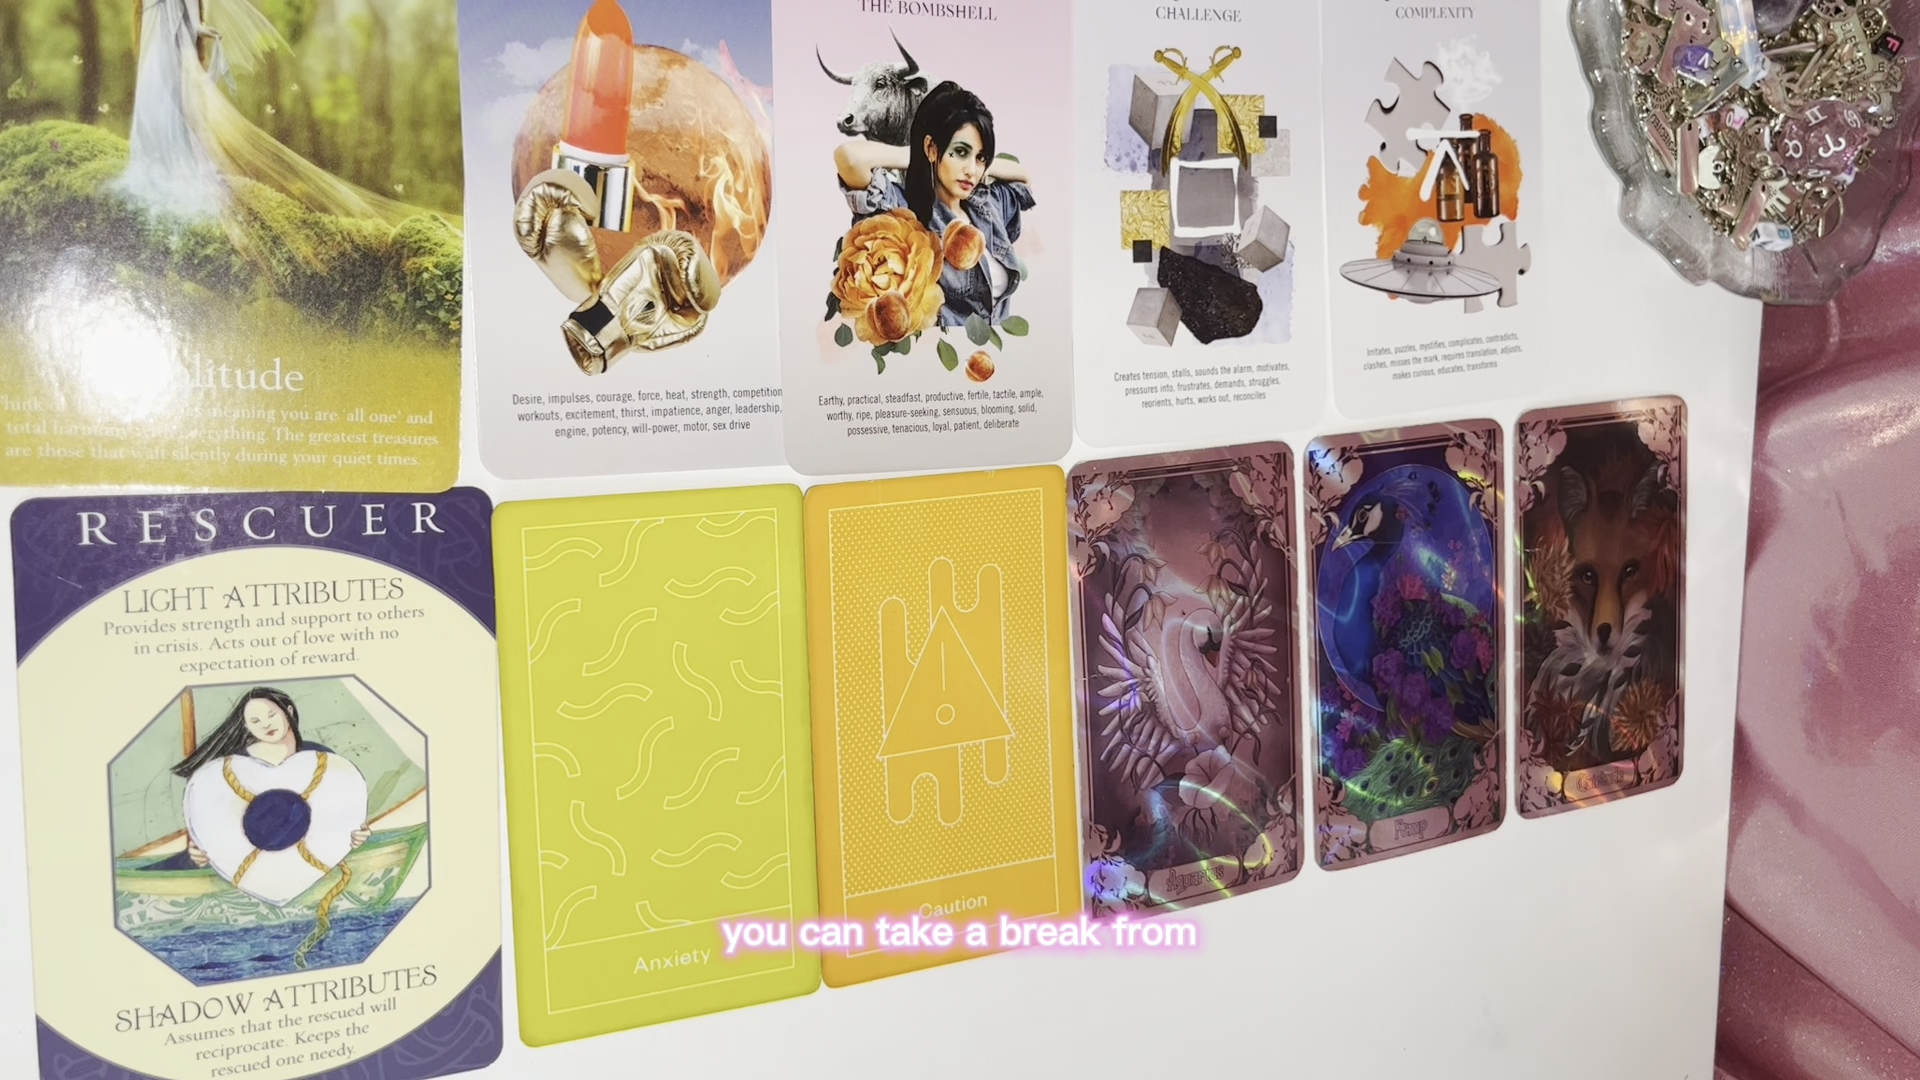 THE BOMBSHELL
CHALLENGE
COMPLEXITY
litude
meaning you are 'all one' and
total harmony with everything. The greatest treasures
are those that wait silently during your quiet times.
Desire, impulses, courage, force, heat, strength, competition
workouts, excitement, thirst, impatience, anger, leadership,
engine, potency, will-power, motor, sex drive
Earthy, practical, steadfast, productive, fertile, tactile, ample,
worthy, ripe, pleasure-seeking, sensuous, blooming, solid,
possessive, tenacious, loyal, patient, deliberate
Creates tension, stalls, sounds the alarm, motivates,
pressures into, frustrates, demands, struggles,
reorients, hurts, works out, reconciles
Irritates, puzzles, mystifies, complicates, contradicts,
clashes, misses the mark, requires translation, adjusts,
makes curious, educates, transforms
RESCUER
LIGHT ATTRIBUTES
Provides strength and support to others
in crisis. Acts out of love with no
expectation of reward.
SHADOW ATTRIBUTES
Assumes that the rescued will
reciprocate. Keeps the
rescued one needy.
Anxiety
Caution
Aquarius
you can take a break from